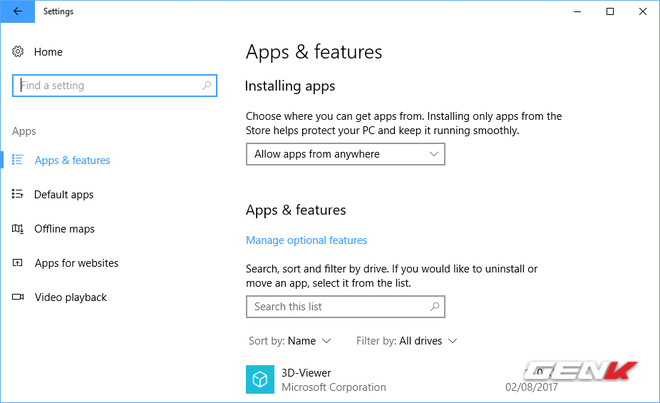 Settings
Home
Find a setting
Apps
Apps & features
Default apps
Offline maps
Apps for websites
Video playback
Apps & features
Installing apps
Choose where you can get apps from. Installing only apps from the
Store helps protect your PC and keep it running smoothly.
Allow apps from anywhere
Apps & features
Manage optional features
Search, sort and filter by drive. If you would like to uninstall or
move an app, select it from the list.
Search this list
Sort by: Name
Filter by: All drives
3D-Viewer
Microsoft Corporation
02/08/2017
GENK